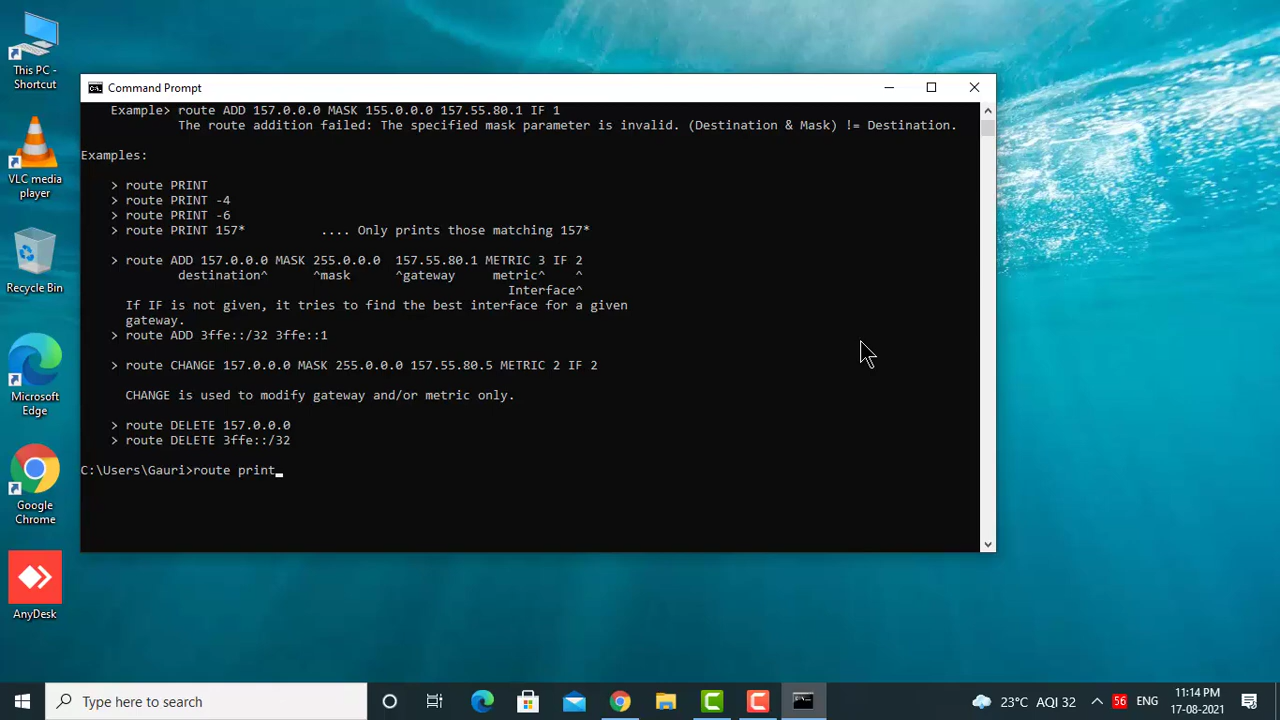 This PC -
Shortcut
VLC media
player
Recycle Bin
Microsoft
Edge
Google
Chrome
AnyDesk
Command Prompt
Example> route ADD 157.0.0.0 MASK 155.0.0.0 157.55.80.1 IF 1
The route addition failed: The specified mask parameter is invalid. (Destination & Mask) != Destination.
Examples:
> route PRINT
> route PRINT -4
> route PRINT -6
> route PRINT 157*          .... Only prints those matching 157*
> route ADD 157.0.0.0 MASK 255.0.0.0  157.55.80.1 METRIC 3 IF 2
destination^      ^mask      ^gateway     metric^    ^
Interface^
If IF is not given, it tries to find the best interface for a given
gateway.
> route ADD 3ffe::/32 3ffe::1
> route CHANGE 157.0.0.0 MASK 255.0.0.0 157.55.80.5 METRIC 2 IF 2
CHANGE is used to modify gateway and/or metric only.
> route DELETE 157.0.0.0
> route DELETE 3ffe::/32
C:\Users\Gauri>route print_
Type here to search
23°C AQI 32
56
ENG
11:14 PM
17-08-2021